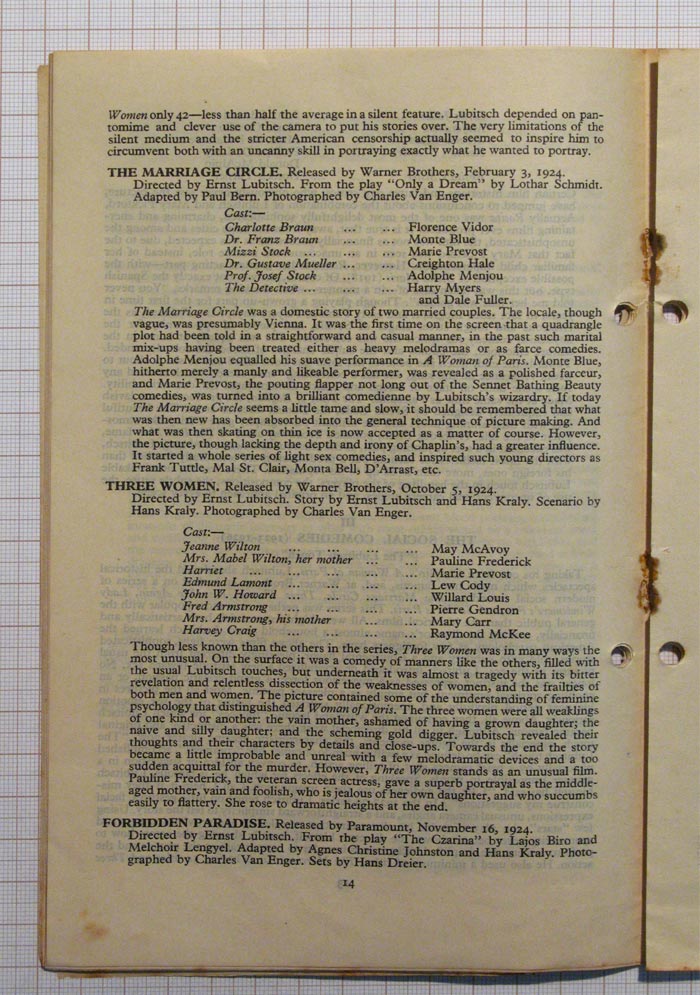 Women only 42—less than half the average in a silent feature. Lubitsch depended on pan-
tomime and clever use of the camera to put his stories over. The very limitations of the
silent medium and the stricter American censorship actually seemed to inspire him to
circumvent both with an uncanny skill in portraying exactly what he wanted to portray.
THE MARRIAGE CIRCLE. Released by Warner Brothers, February 3, 1924.
Directed by Ernst Lubitsch. From the play "Only a Dream" by Lothar Schmidt.
Adapted by Paul Bern. Photographed by Charles Van Enger.
Cast:—
Charlotte Braun ... ... Florence Vidor
Dr. Franz Braun ... ... Monte Blue
Mizzi Stock ... ... Marie Prevost
Dr. Gustave Mueller ... ... Creighton Hale
Prof. Josef Stock ... ... Adolphe Menjou
The Detective ... ... Harry Myers
and Dale Fuller.
The Marriage Circle was a domestic story of two married couples. The locale, though
vague, was presumably Vienna. It was the first time on the screen that a quadrangle
plot had been told in a straightforward and casual manner, in the past such marital
mix-ups having been treated either as heavy melodramas or as farce comedies.
Adolphe Menjou equalled his suave performance in A Woman of Paris. Monte Blue,
hitherto merely a manly and likeable performer, was revealed as a polished farceur,
and Marie Prevost, the pouting flapper not long out of the Sennet Bathing Beauty
comedies, was turned into a brilliant comedienne by Lubitsch's wizardry. If today
The Marriage Circle seems a little tame and slow, it should be remembered that what
was then new has been absorbed into the general technique of picture making. And
what was then skating on thin ice is now accepted as a matter of course. However,
the picture, though lacking the depth and irony of Chaplin's, had a greater influence.
It started a whole series of light sex comedies, and inspired such young directors as
Frank Tuttle, Mal St. Clair, Monta Bell, D'Arrast, etc.
THREE WOMEN. Released by Warner Brothers, October 5, 1924.
Directed by Ernst Lubitsch. Story by Ernst Lubitsch and Hans Kraly. Scenario by
Hans Kraly. Photographed by Charles Van Enger.
Cast:—
Jeanne Wilton ... ... ... ... May McAvoy
Mrs. Mabel Wilton, her mother ... ... Pauline Frederick
Harriet ... ... ... ... Marie Prevost
Edmund Lamont ... ... ... ... Lew Cody
John W. Howard ... ... ... ... Willard Louis
Fred Armstrong ... ... ... ... Pierre Gendron
Mrs. Armstrong, his mother ... ... Mary Carr
Harvey Craig ... ... ... ... Raymond McKee
Though less known than the others in the series, Three Women was in many ways the
most unusual. On the surface it was a comedy of manners like the others, filled with
the usual Lubitsch touches, but underneath it was almost a tragedy with its bitter
revelation and relentless dissection of the weaknesses of women, and the frailties of
both men and women. The picture contained some of the understanding of feminine
psychology that distinguished A Woman of Paris. The three women were all weaklings
of one kind or another: the vain mother, ashamed of having a grown daughter; the
naive and silly daughter; and the scheming gold digger. Lubitsch revealed their
thoughts and their characters by details and close-ups. Towards the end the story
became a little improbable and unreal with a few melodramatic devices and a too
sudden acquittal for the murder. However, Three Women stands as an unusual film.
Pauline Frederick, the veteran screen actress, gave a superb portrayal as the middle-
aged mother, vain and foolish, who is jealous of her own daughter, and who succumbs
easily to flattery. She rose to dramatic heights at the end.
FORBIDDEN PARADISE. Released by Paramount, November 16, 1924.
Directed by Ernst Lubitsch. From the play "The Czarina" by Lajos Biro and
Melchoir Lengyel. Adapted by Agnes Christine Johnston and Hans Kraly. Photo-
graphed by Charles Van Enger. Sets by Hans Dreier.
14